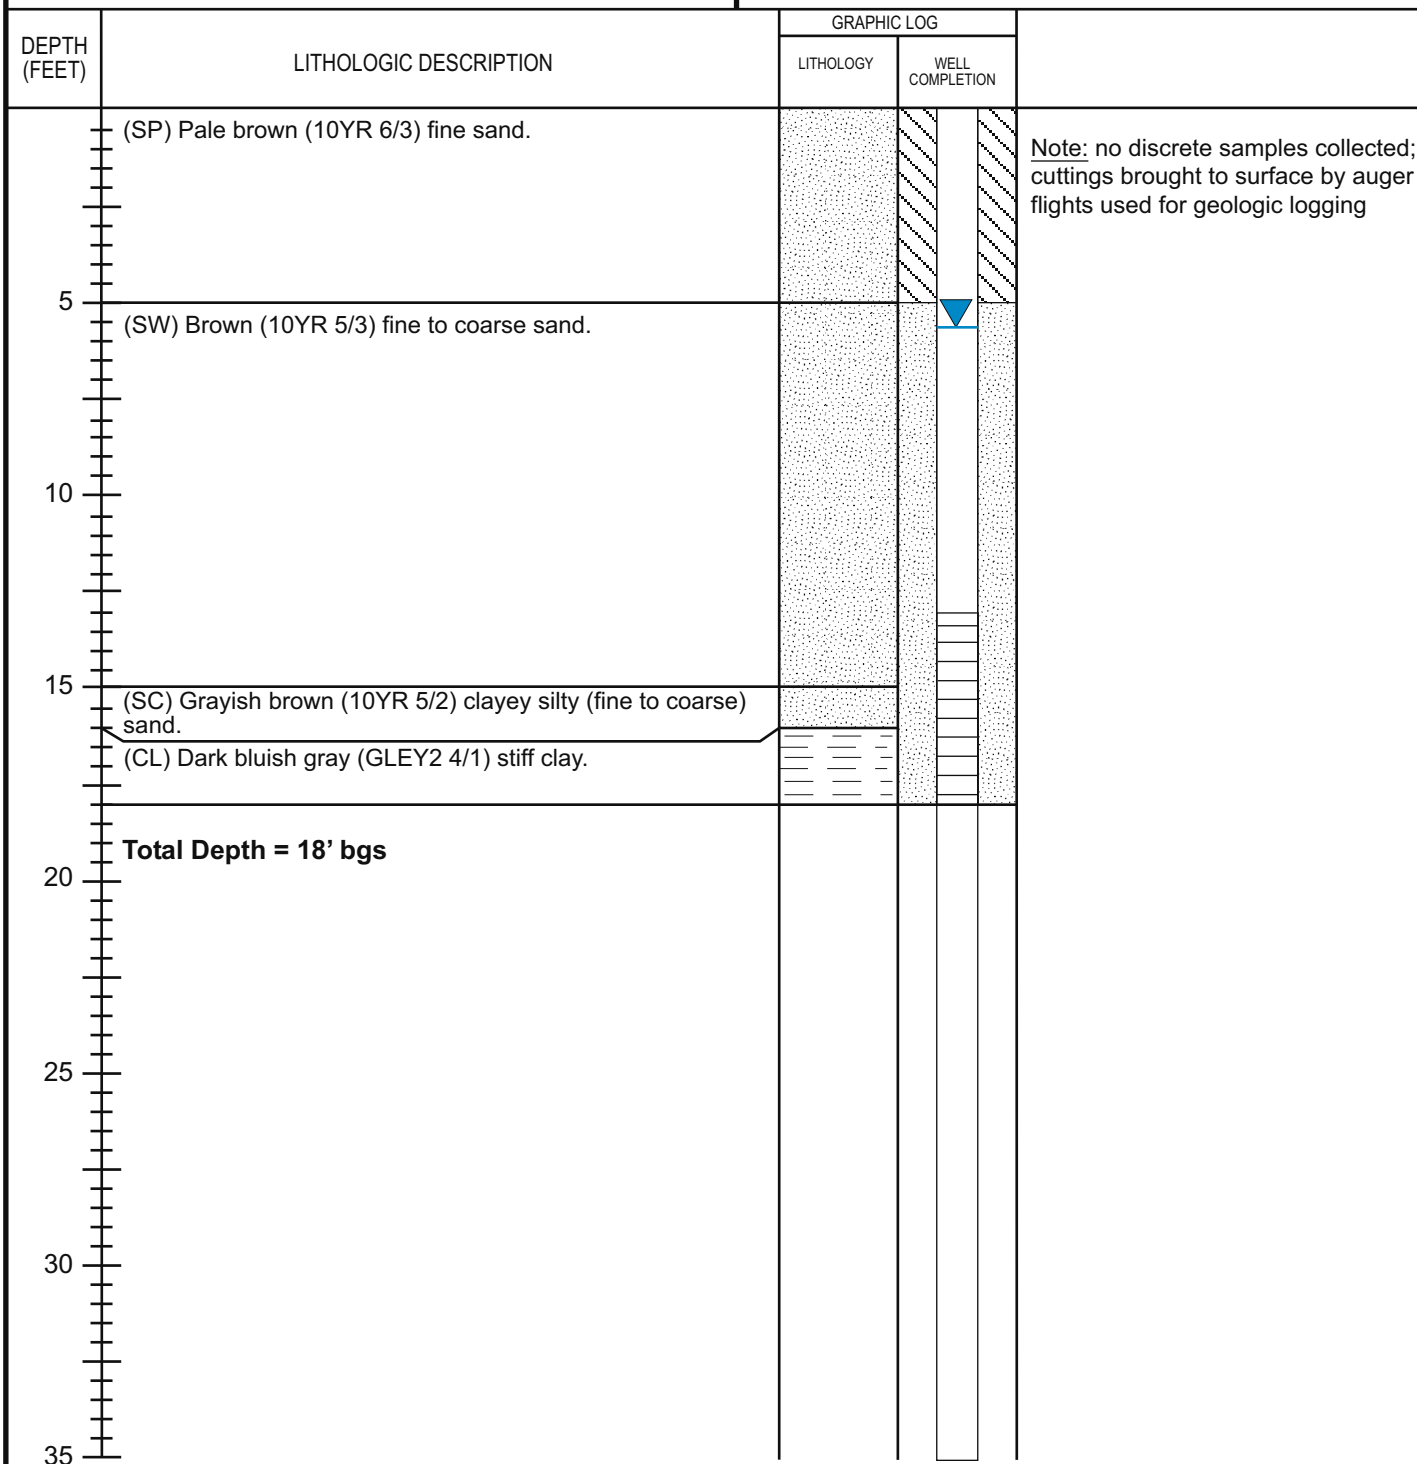 DEPTH
(FEET)
LITHOLOGIC DESCRIPTION
GRAPHIC LOG
LITHOLOGY
WELL
COMPLETION
(SP) Pale brown (10YR 6/3) fine sand.
Note: no discrete samples collected;
cuttings brought to surface by auger
flights used for geologic logging
5
(SW) Brown (10YR 5/3) fine to coarse sand.
10
15
(SC) Grayish brown (10YR 5/2) clayey silty (fine to coarse)
sand.
(CL) Dark bluish gray (GLEY2 4/1) stiff clay.
Total Depth = 18’ bgs
20
25
30
35